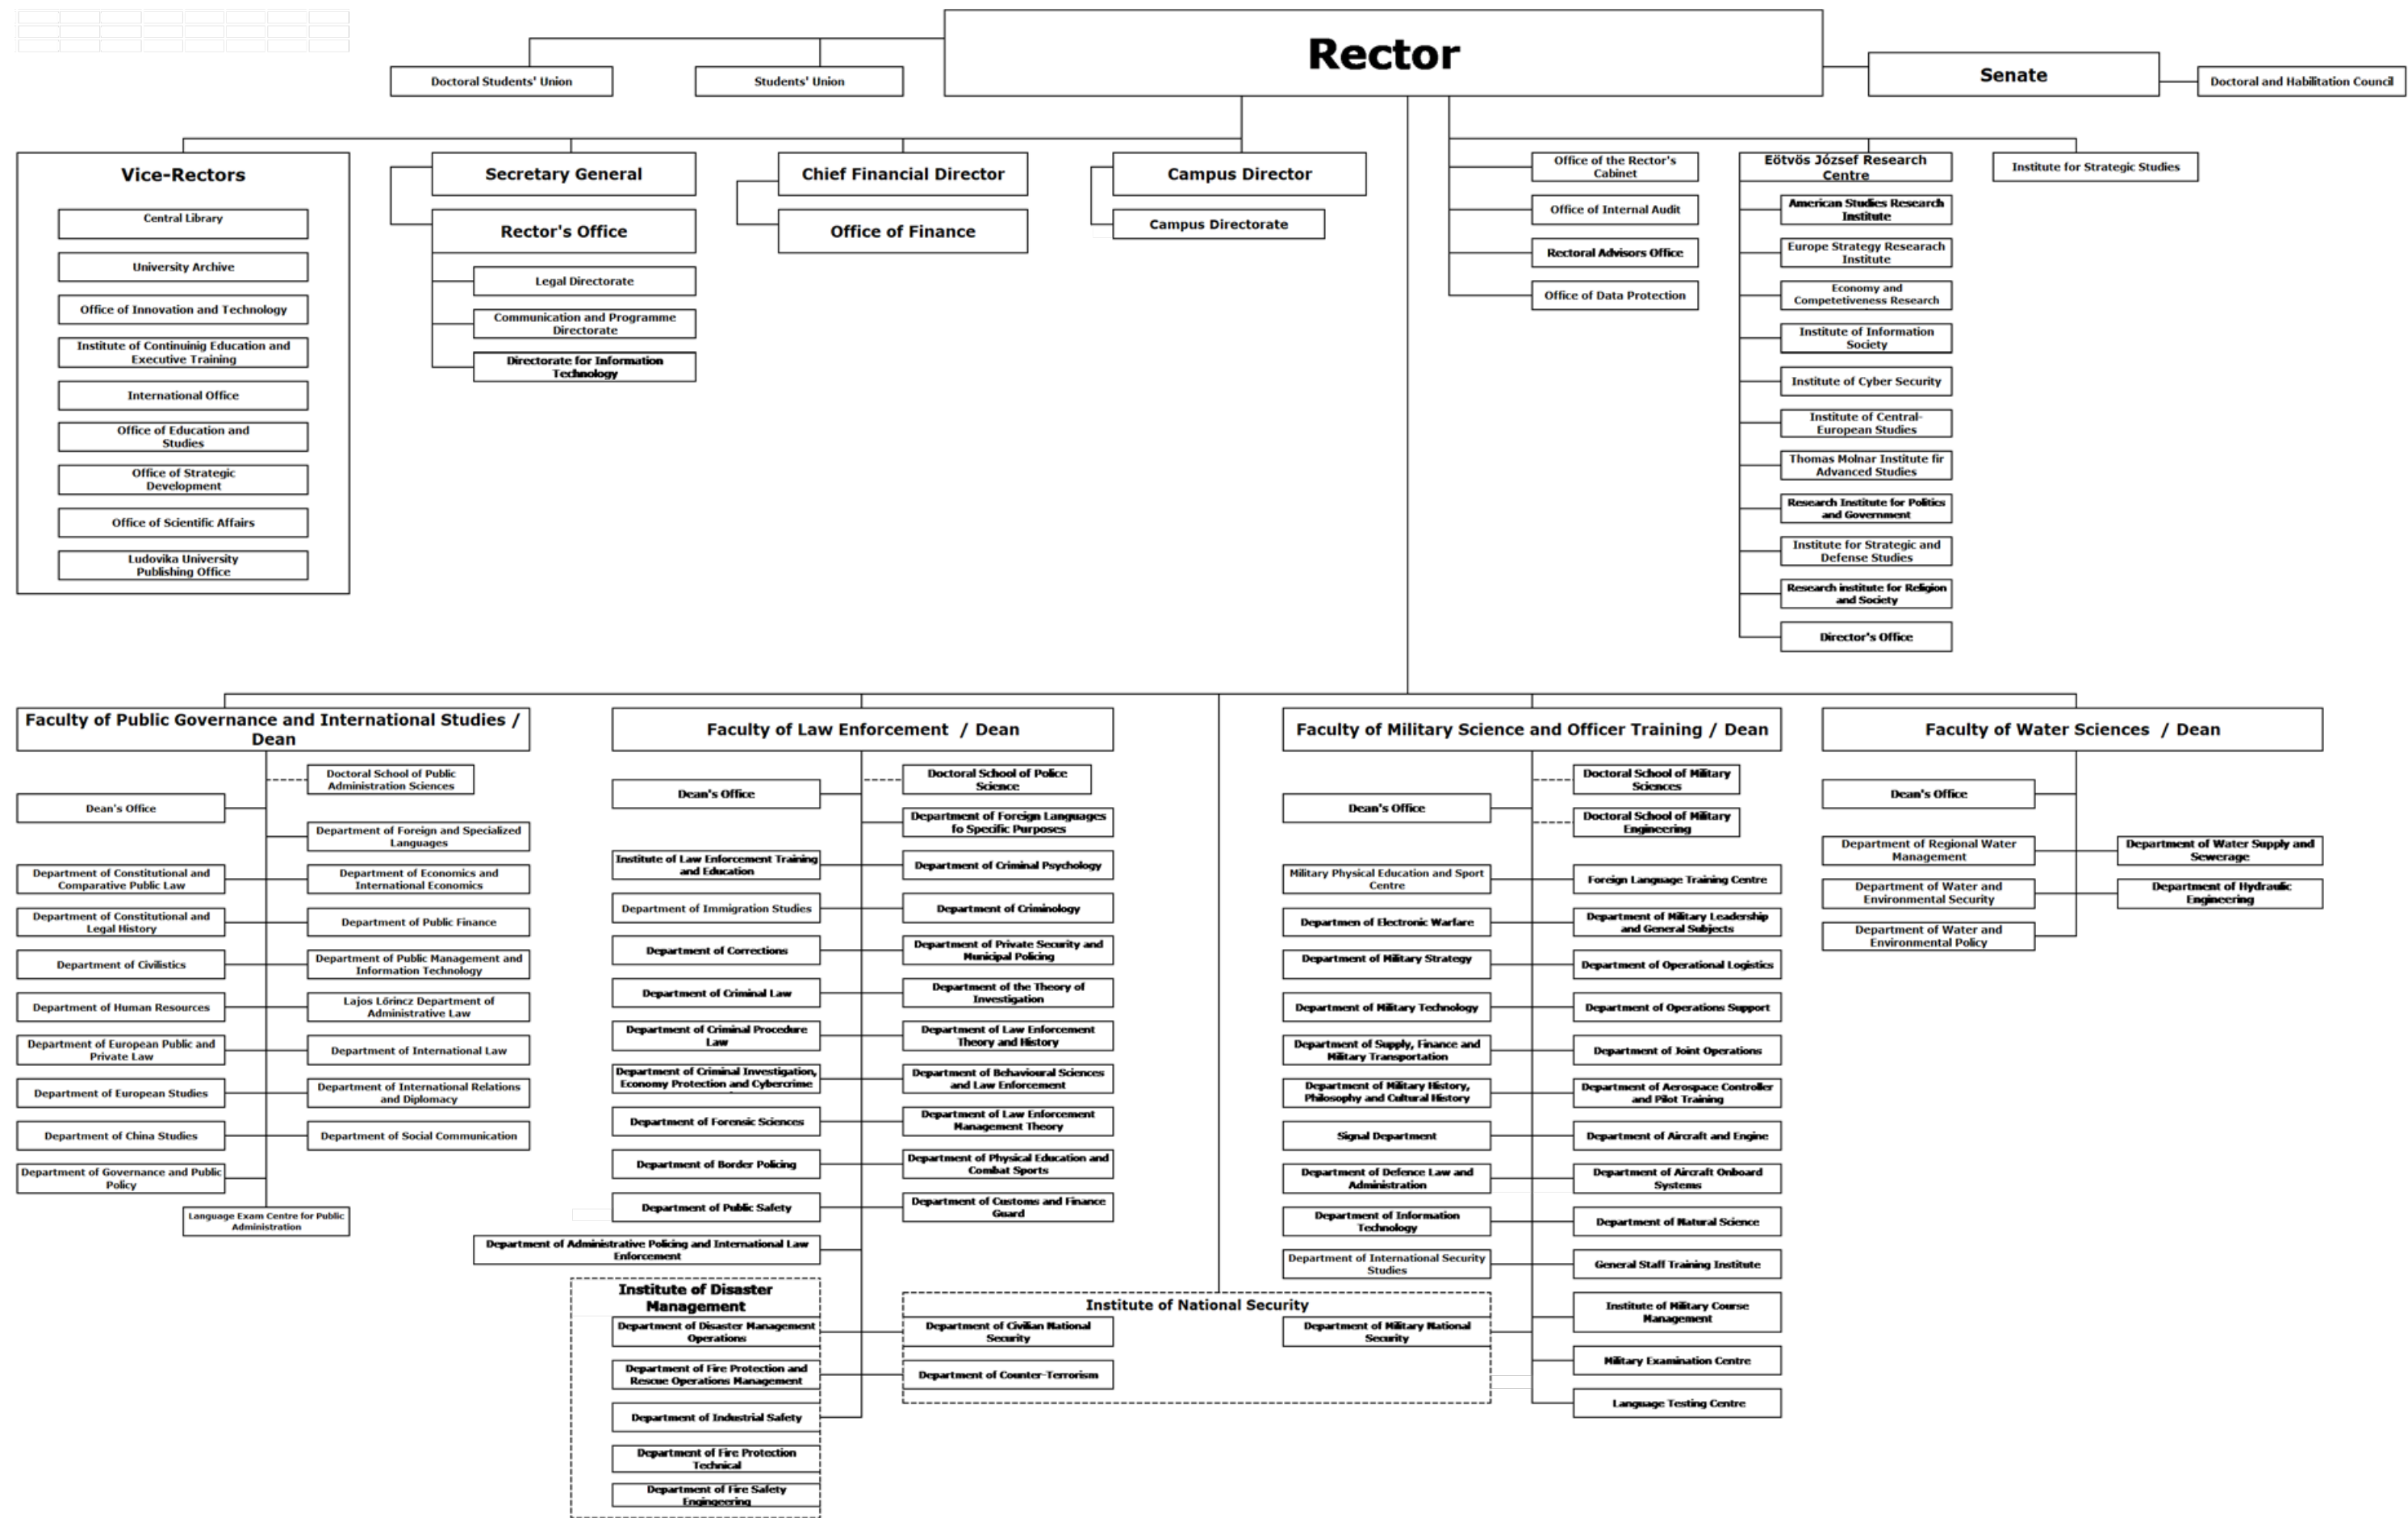 Rector
Doctoral Students' Union
Students' Union
Senate
Doctoral and Habilitation Council
Vice-Rectors
Central Library
University Archive
Office of Innovation and Technology
Institute of Continuinig Education and
Executive Training
International Office
Office of Education and
Studies
Office of Strategic
Development
Office of Scientific Affairs
Ludovika University
Publishing Office
Secretary General
Rector's Office
Legal Directorate
Communication and Programme
Directorate
Directorate for Information
Technology
Chief Financial Director
Office of Finance
Campus Director
Campus Directorate
Office of the Rector's
Cabinet
Office of Internal Audit
Rectoral Advisors Office
Office of Data Protection
Eötvös József Research
Centre
American Studies Research
Institute
Europe Strategy Researach
Institute
Economy and
Competetiveness Research
Institute of Information
Society
Institute of Cyber Security
Institute of Central-
European Studies
Thomas Molnar Institute fir
Advanced Studies
Research Institute for Politics
and Government
Institute for Strategic and
Defense Studies
Research institute for Religion
and Society
Director's Office
Institute for Strategic Studies
Faculty of Public Governance and International Studies /
Dean
Doctoral School of Public
Administration Sciences
Dean's Office
Department of Foreign and Specialized
Languages
Department of Constitutional and
Comparative Public Law
Department of Economics and
International Economics
Department of Constitutional and
Legal History
Department of Public Finance
Department of Civilistics
Department of Public Management and
Information Technology
Department of Human Resources
Lajos Lőrincz Department of
Administrative Law
Department of European Public and
Private Law
Department of International Law
Department of European Studies
Department of International Relations
and Diplomacy
Department of China Studies
Department of Social Communication
Department of Governance and Public
Policy
Language Exam Centre for Public
Administration
Faculty of Law Enforcement / Dean
Doctoral School of Police
Science
Dean's Office
Department of Foreign Languages
fo Specific Purposes
Institute of Law Enforcement Training
and Education
Department of Criminal Psychology
Department of Immigration Studies
Department of Criminology
Department of Corrections
Department of Private Security and
Municipal Policing
Department of Criminal Law
Department of the Theory of
Investigation
Department of Criminal Procedure
Law
Department of Law Enforcement
Theory and History
Department of Criminal Investigation,
Economy Protection and Cybercrime
Department of Behavioural Sciences
and Law Enforcement
Department of Forensic Sciences
Department of Law Enforcement
Management Theory
Department of Border Policing
Department of Physical Education and
Combat Sports
Department of Public Safety
Department of Customs and Finance
Guard
Department of Administrative Policing and International Law
Enforcement
Institute of Disaster
Management
Department of Disaster Management
Operations
Department of Fire Protection and
Rescue Operations Management
Department of Industrial Safety
Department of Fire Protection
Technical
Department of Fire Safety
Engingeering
Institute of National Security
Department of Civilian National
Security
Department of Counter-Terrorism
Department of Military National
Security
Faculty of Military Science and Officer Training / Dean
Doctoral School of Military
Sciences
Dean's Office
Doctoral School of Military
Engineering
Military Physical Education and Sport
Centre
Foreign Language Training Centre
Departmen of Electronic Warfare
Department of Military Leadership
and General Subjects
Department of Military Strategy
Department of Operational Logistics
Department of Military Technology
Department of Operations Support
Department of Supply, Finance and
Military Transportation
Department of Joint Operations
Department of Military History,
Philosophy and Cultural History
Department of Aerospace Controller
and Pilot Training
Signal Department
Department of Aircraft and Engine
Department of Defence Law and
Administration
Department of Aircraft Onboard
Systems
Department of Information
Technology
Department of Natural Science
Department of International Security
Studies
General Staff Training Institute
Institute of Military Course
Management
Military Examination Centre
Language Testing Centre
Faculty of Water Sciences / Dean
Dean's Office
Department of Regional Water
Management
Department of Water Supply and
Sewerage
Department of Water and
Environmental Security
Department of Hydraulic
Engineering
Department of Water and
Environmental Policy